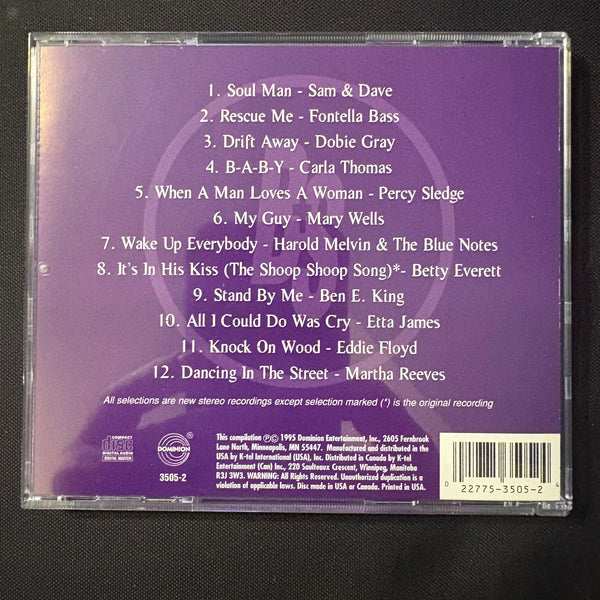 1. Soul Man - Sam & Dave
2. Rescue Me - Fontella Bass
3. Drift Away - Dobie Gray
4. B-A-B-Y - Carla Thomas
5. When A Man Loves A Woman - Percy Sledge
6. My Guy - Mary Wells
7. Wake Up Everybody - Harold Melvin & The Blue Notes
8. It's In His Kiss (The Shoop Shoop Song)*- Betty Everett
9. Stand By Me - Ben E. King
10. All I Could Do Was Cry - Etta James
11. Knock On Wood - Eddie Floyd
12. Dancing In The Street - Martha Reeves
All selections are new stereo recordings except selection marked (*) is the original recording
COMPACT
disc
DIGITAL AUDIO
DIGITAL MASTER
DOMINION
3505-2
This compilation ℗© 1995 Dominion Entertainment, Inc., 2605 Fernbrook
Lane North, Minneapolis, MN 55447. Manufactured and distributed in the
USA by K-tel International (USA), Inc. Distributed in Canada by K-tel
Entertainment (Can) Inc., 220 Saulteaux Crescent, Winnipeg, Manitoba
R3J 3W3. WARNING: All Rights Reserved. Unauthorized duplication is a
violation of applicable laws. Disc made in USA or Canada. Printed in USA.
0 22775-3505-2 4